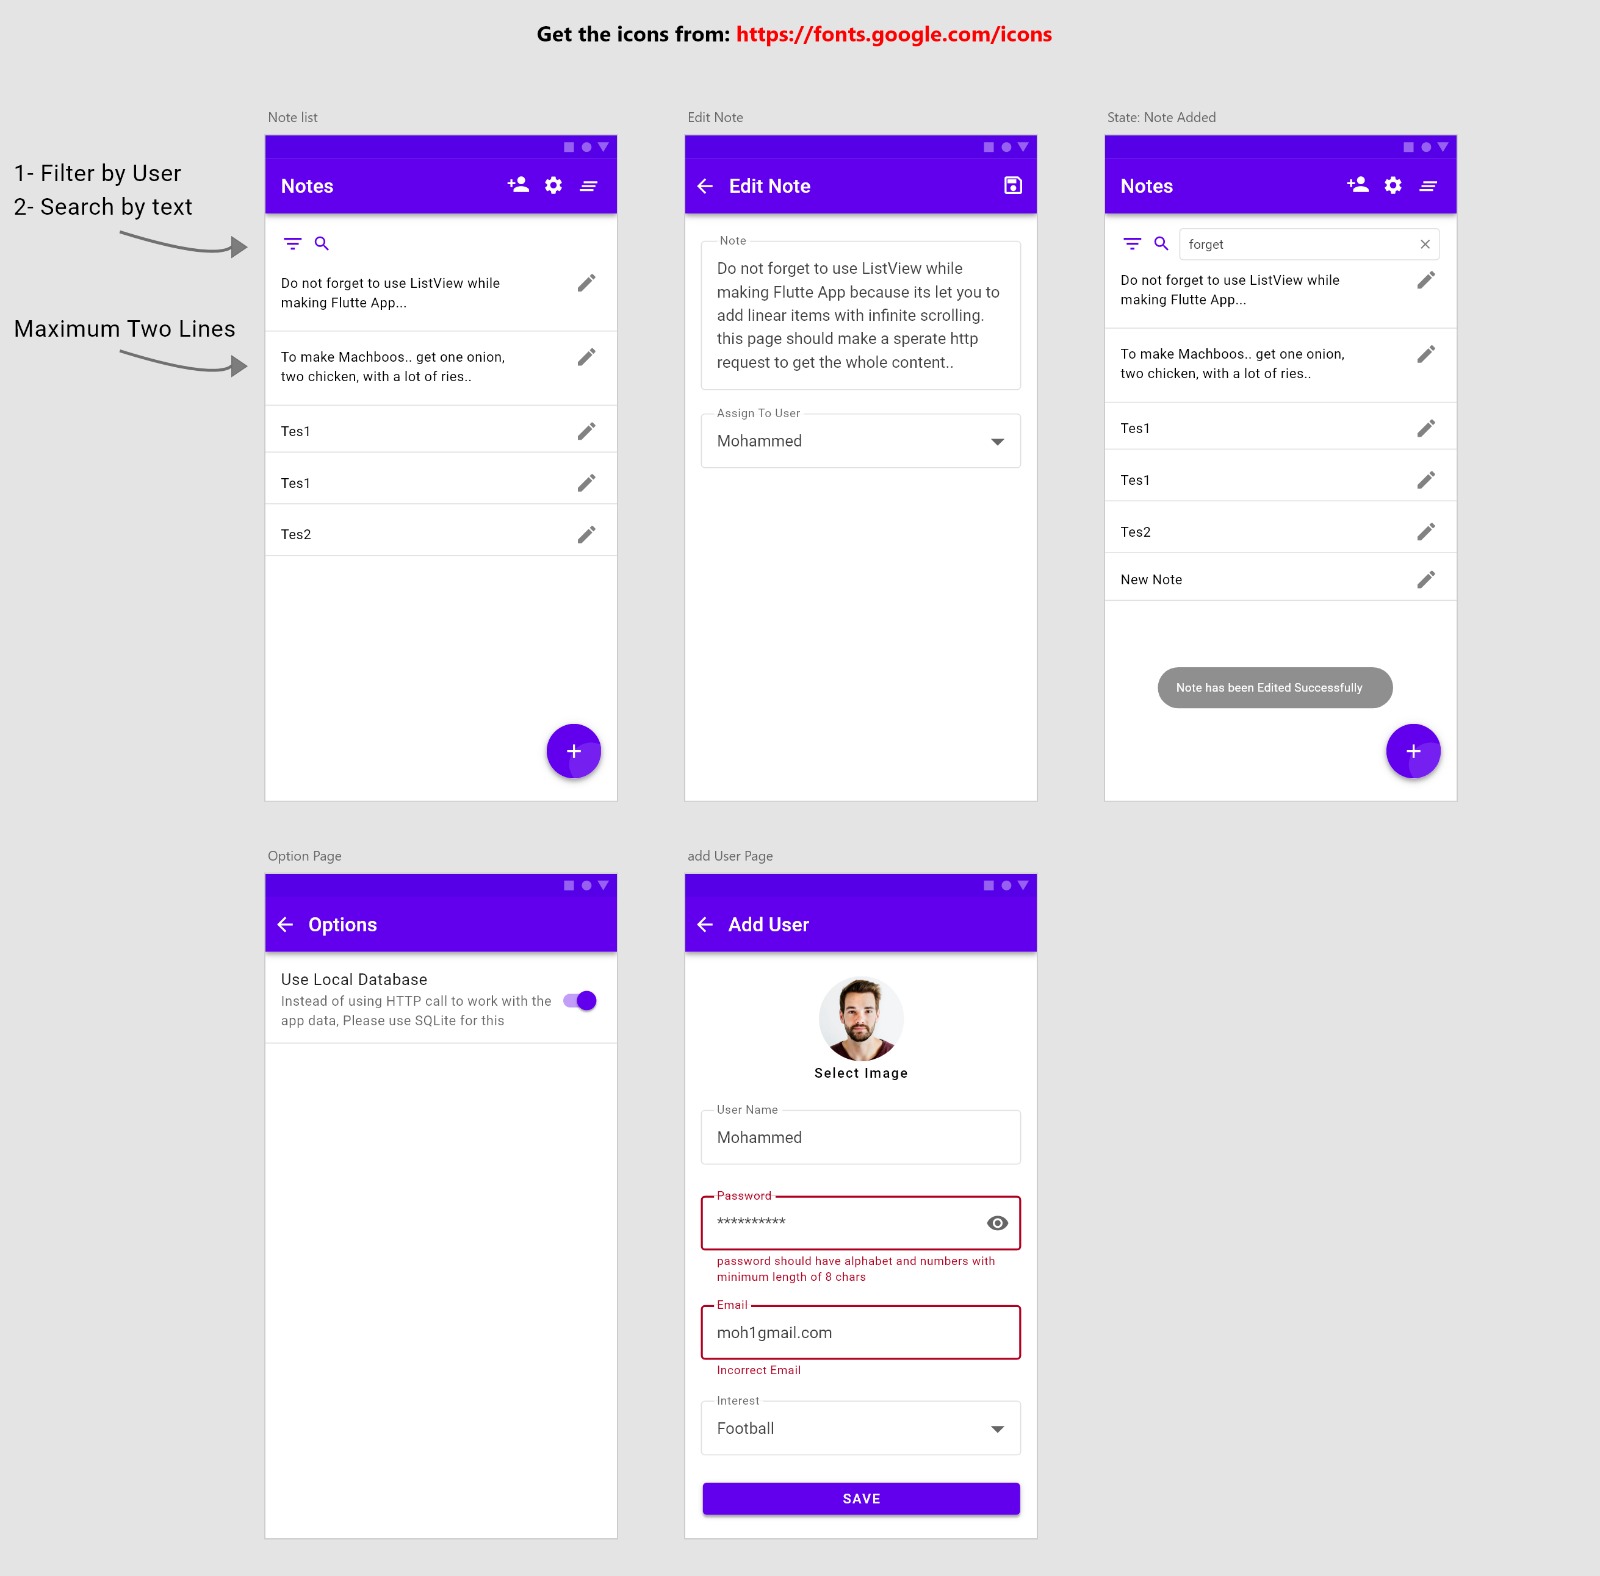 Get the icons from: https://fonts.google.com/icons
1- Filter by User
2- Search by text
Maximum Two Lines
Note list
Notes
Do not forget to use ListView while
making Flutte App...
To make Machboos.. get one onion,
two chicken, with a lot of ries..
Tes1
Tes1
Tes2
Edit Note
Edit Note
Note
Do not forget to use ListView while
making Flutte App because its let you to
add linear items with infinite scrolling.
this page should make a sperate http
request to get the whole content..
Assign To User
Mohammed
State: Note Added
Notes
forget
Do not forget to use ListView while
making Flutte App...
To make Machboos.. get one onion,
two chicken, with a lot of ries..
Tes1
Tes1
Tes2
New Note
Note has been Edited Successfully
Option Page
Options
Use Local Database
Instead of using HTTP call to work with the
app data, Please use SQLite for this
add User Page
Add User
Select Image
User Name
Mohammed
Password
**********
password should have alphabet and numbers with
minimum length of 8 chars
Email
moh1gmail.com
Incorrect Email
Interest
Football
SAVE